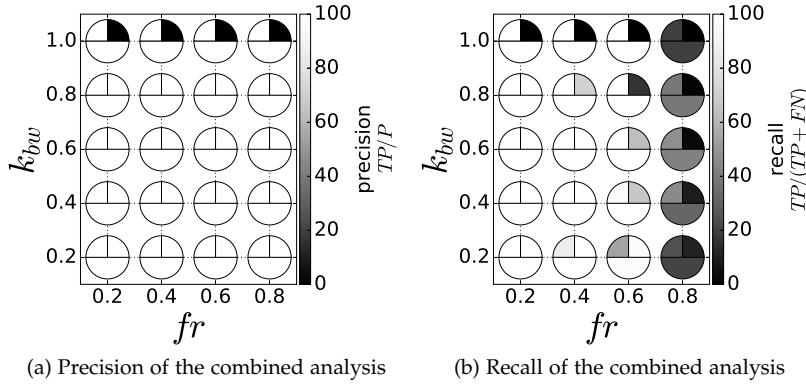 1.0
0.8
0.6
0.4
0.2
k_bw
0.2 0.4 0.6 0.8
fr
100
80
60
40
20
0
precision
TP/P
(a) Precision of the combined analysis
1.0
0.8
0.6
0.4
0.2
k_bw
0.2 0.4 0.6 0.8
fr
100
80
60
40
20
0
recall
TP/(TP + FN)
(b) Recall of the combined analysis